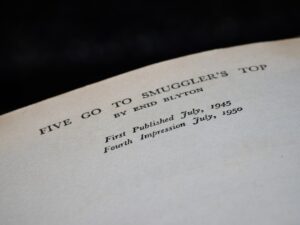 FIVE GO TO SMUGGLER'S TOP
BY ENID BLYTON
First Published July, 1945
Fourth Impression July, 1950